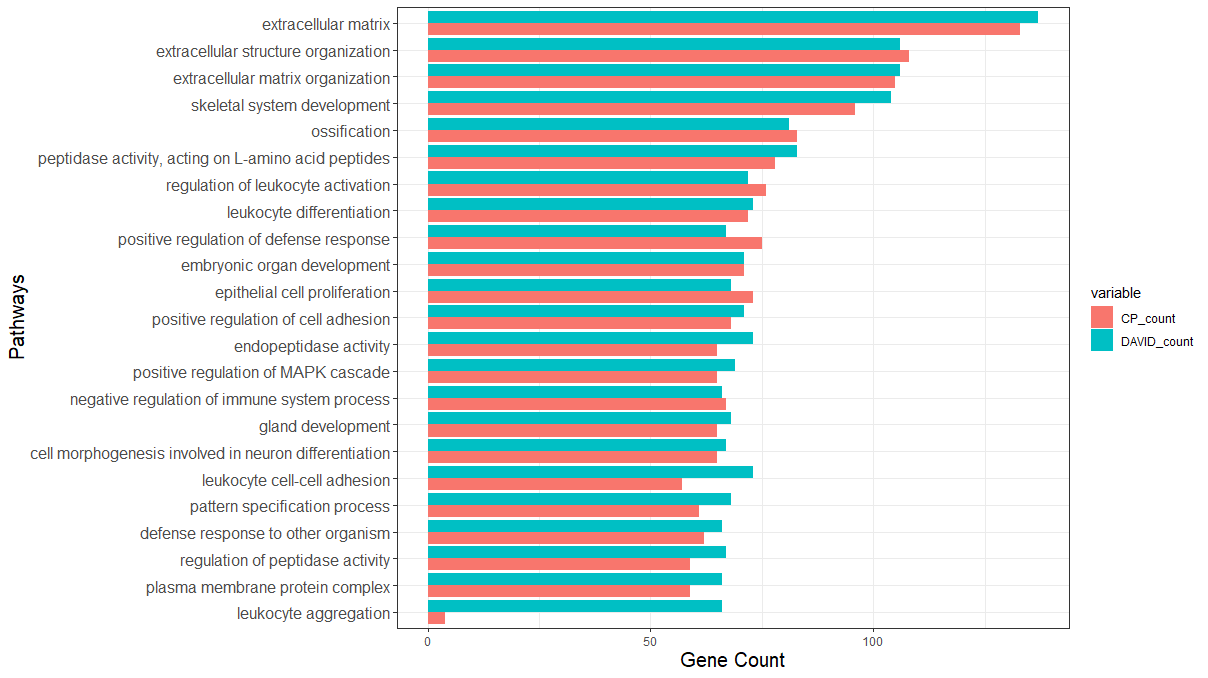 Pathways
extracellular matrix
extracellular structure organization
extracellular matrix organization
skeletal system development
ossification
peptidase activity, acting on L-amino acid peptides
regulation of leukocyte activation
leukocyte differentiation
positive regulation of defense response
embryonic organ development
epithelial cell proliferation
positive regulation of cell adhesion
endopeptidase activity
positive regulation of MAPK cascade
negative regulation of immune system process
gland development
cell morphogenesis involved in neuron differentiation
leukocyte cell-cell adhesion
pattern specification process
defense response to other organism
regulation of peptidase activity
plasma membrane protein complex
leukocyte aggregation
0 50 100
Gene Count
variable
CP_count
DAVID_count